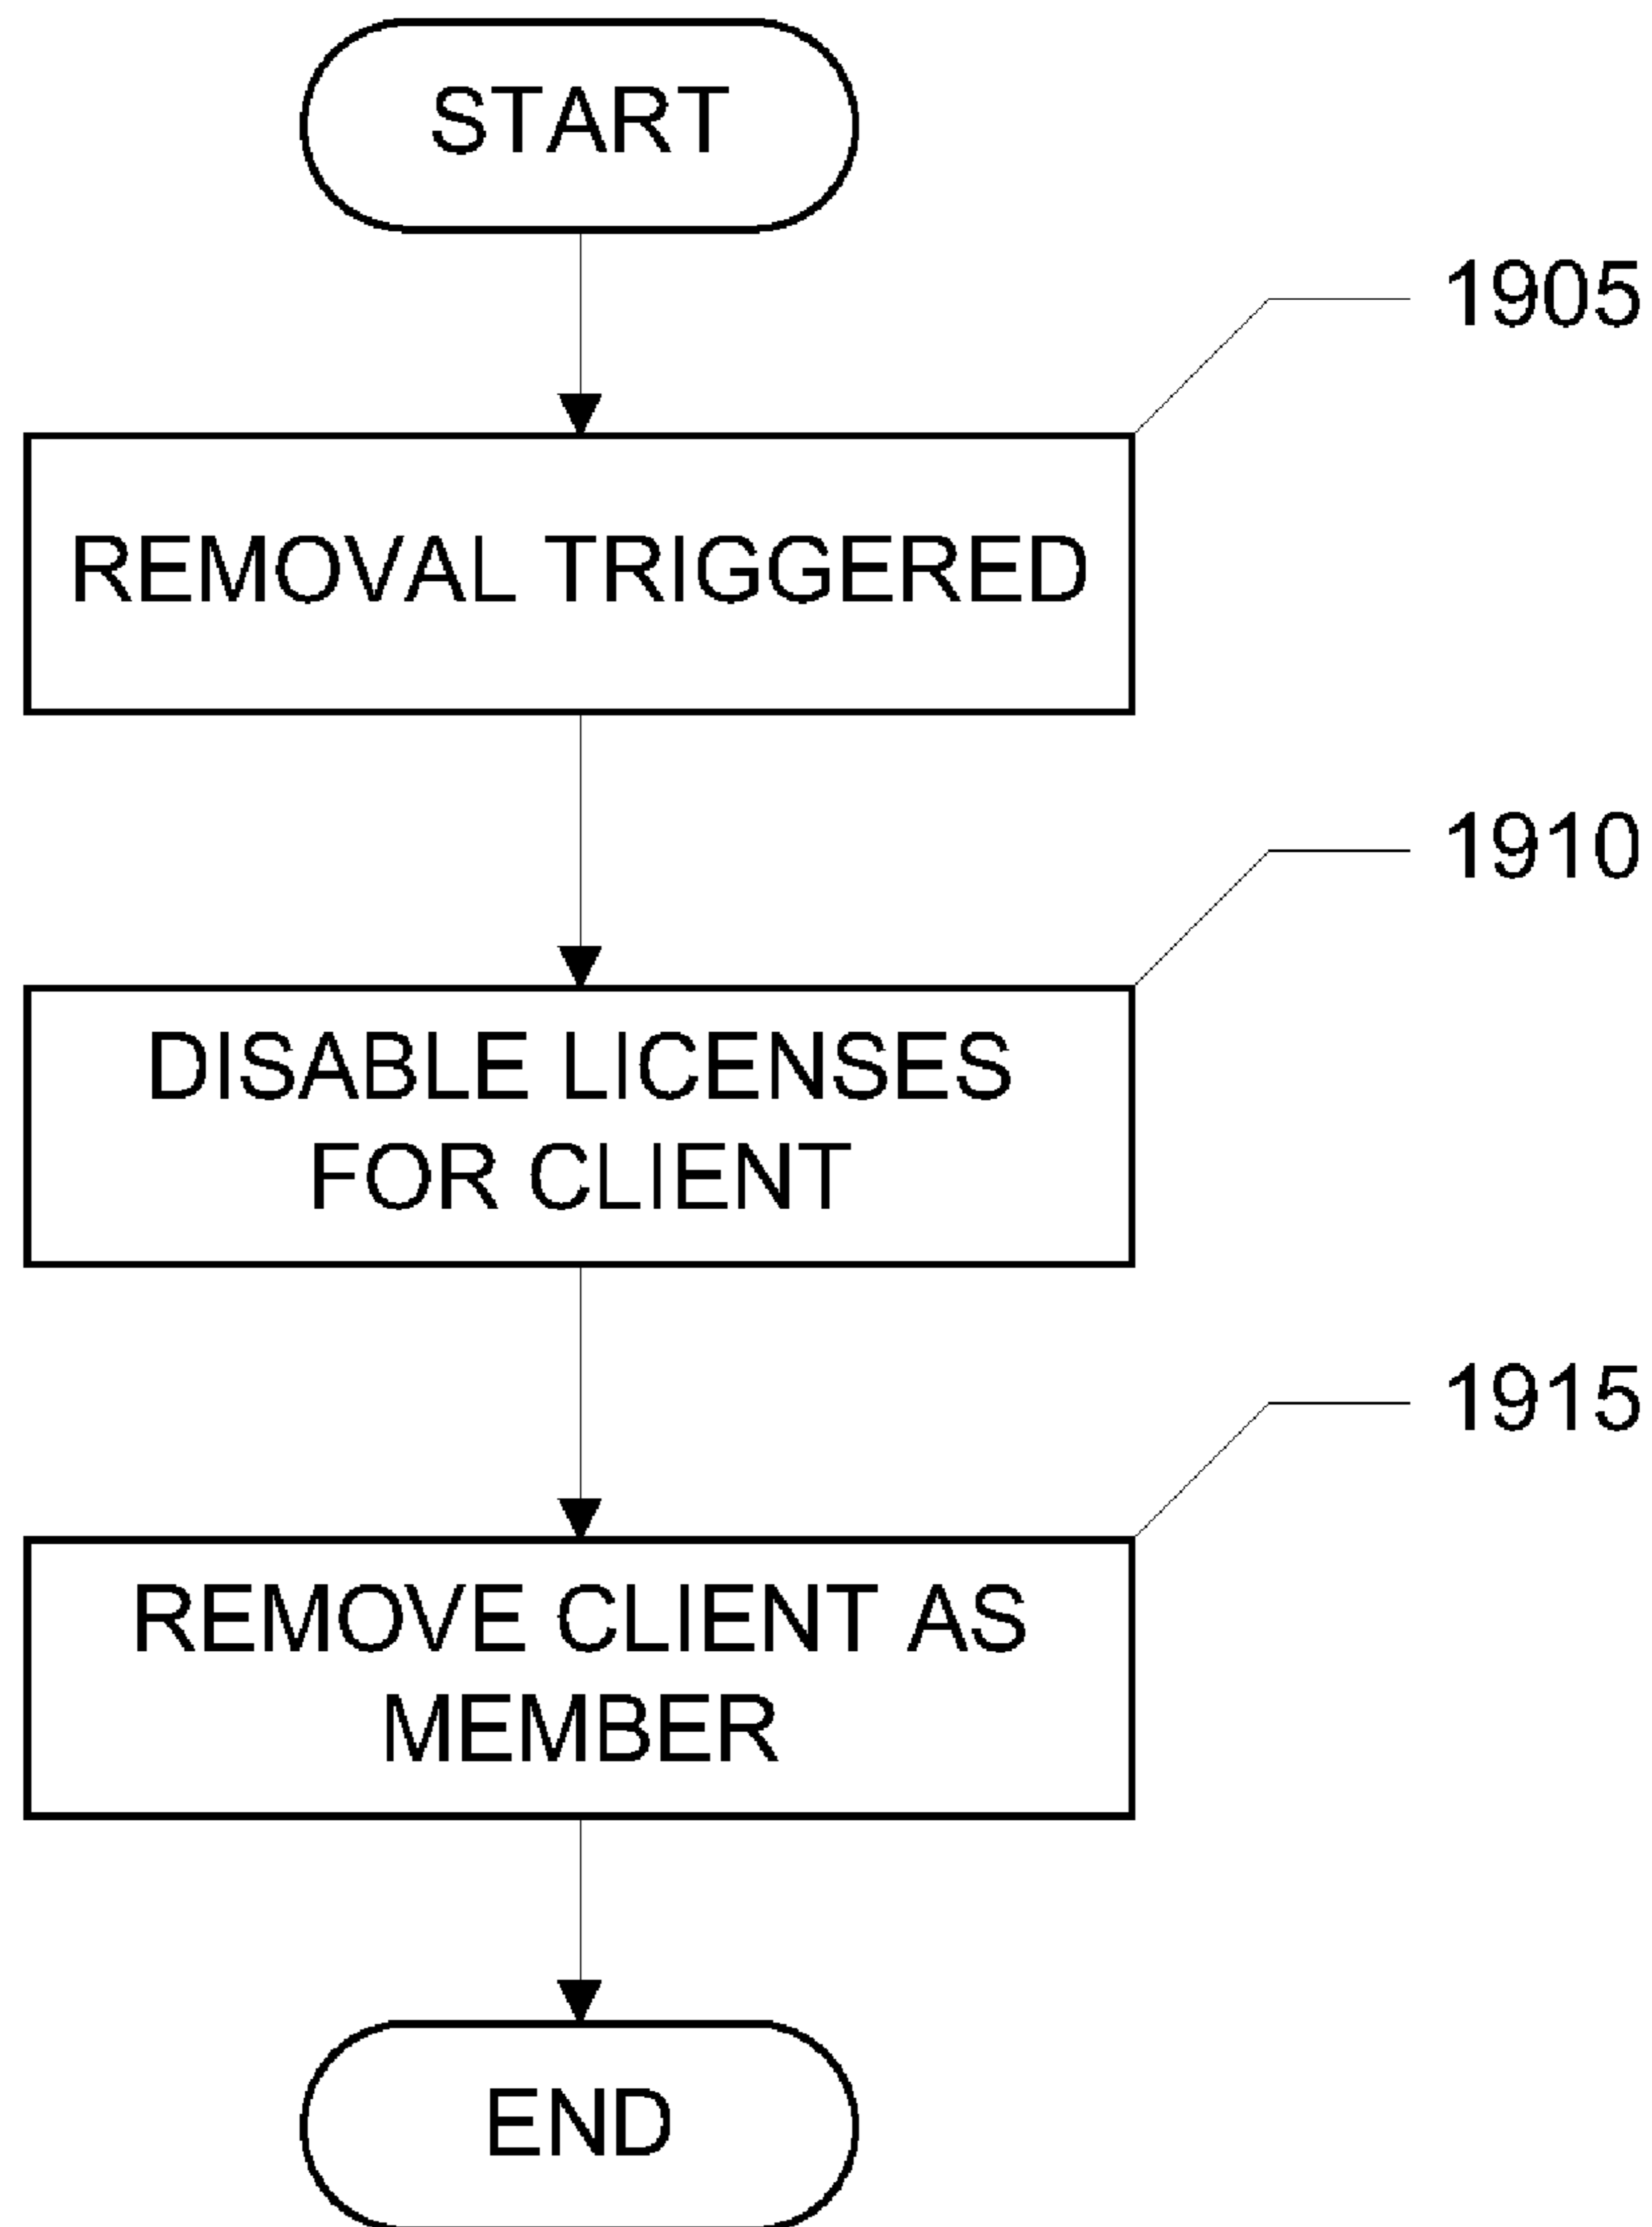 START
1905
REMOVAL TRIGGERED
1910
DISABLE LICENSES
FOR CLIENT
1915
REMOVE CLIENT AS
MEMBER
END